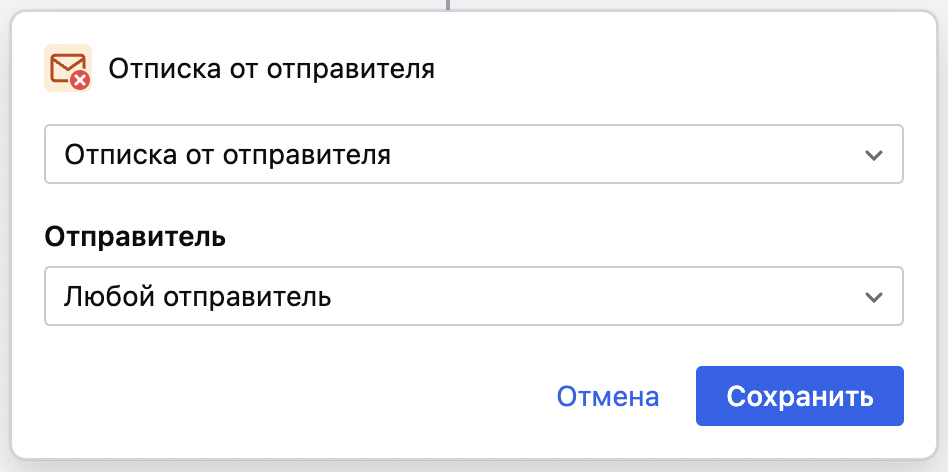 Отписка от отправителя
Отписка от отправителя
Отправитель
Любой отправитель
Отмена
Сохранить